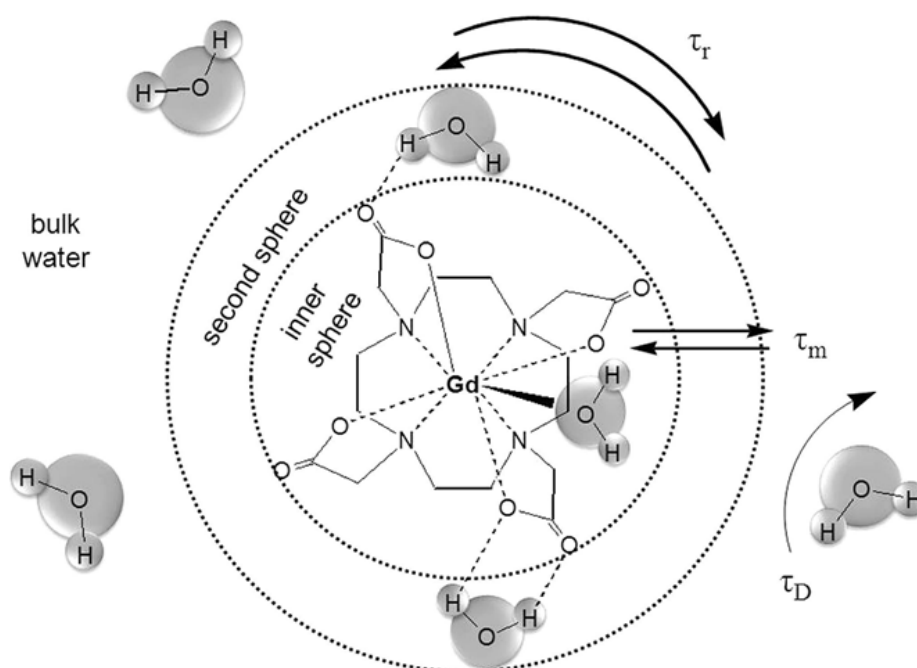 H
H
O
τr
H
O
H
bulk
water
second sphere
inner
sphere
O
O
O
O
N
N
Gd
H
O
H
τm
O
O
N
N
H
O
H
O
O
H
O
H
τD
H
H
O